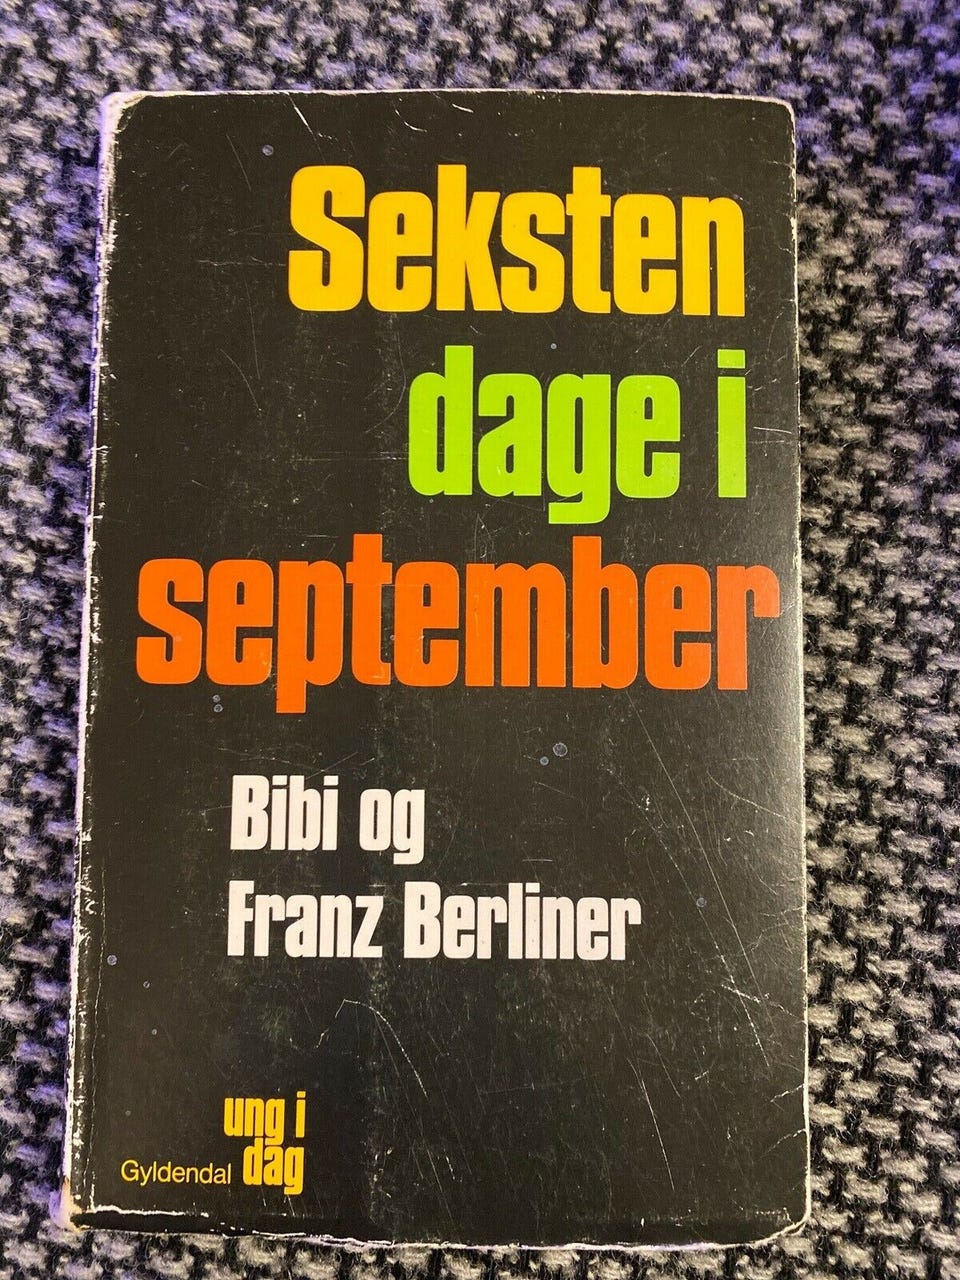 Seksten
dage i
september
Bibi og
Franz Berliner
ung i
Gyldendal dag